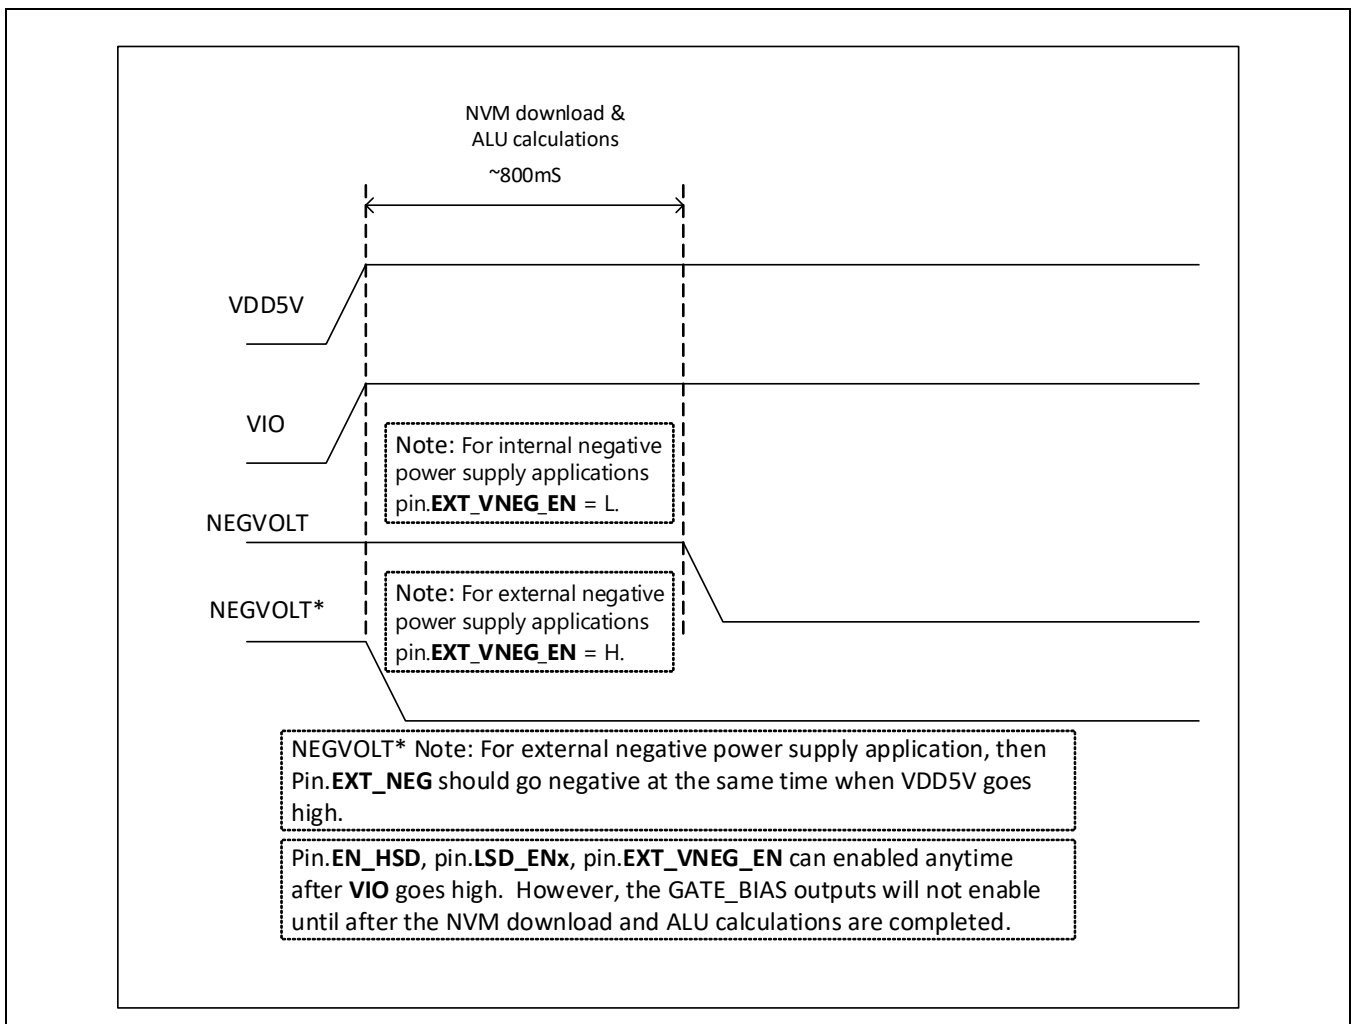 NVM download &
ALU calculations
~800mS
VDD5V
VIO
Note: For internal negative
power supply applications
pin.EXT_VNEG_EN = L.
NEGVOLT
Note: For external negative
power supply applications
pin.EXT_VNEG_EN = H.
NEGVOLT*
NEGVOLT* Note: For external negative power supply application, then
Pin.EXT_NEG should go negative at the same time when VDD5V goes
high.
Pin.EN_HSD, pin.LSD_ENx, pin.EXT_VNEG_EN can enabled anytime
after VIO goes high.  However, the GATE_BIAS outputs will not enable
until after the NVM download and ALU calculations are completed.